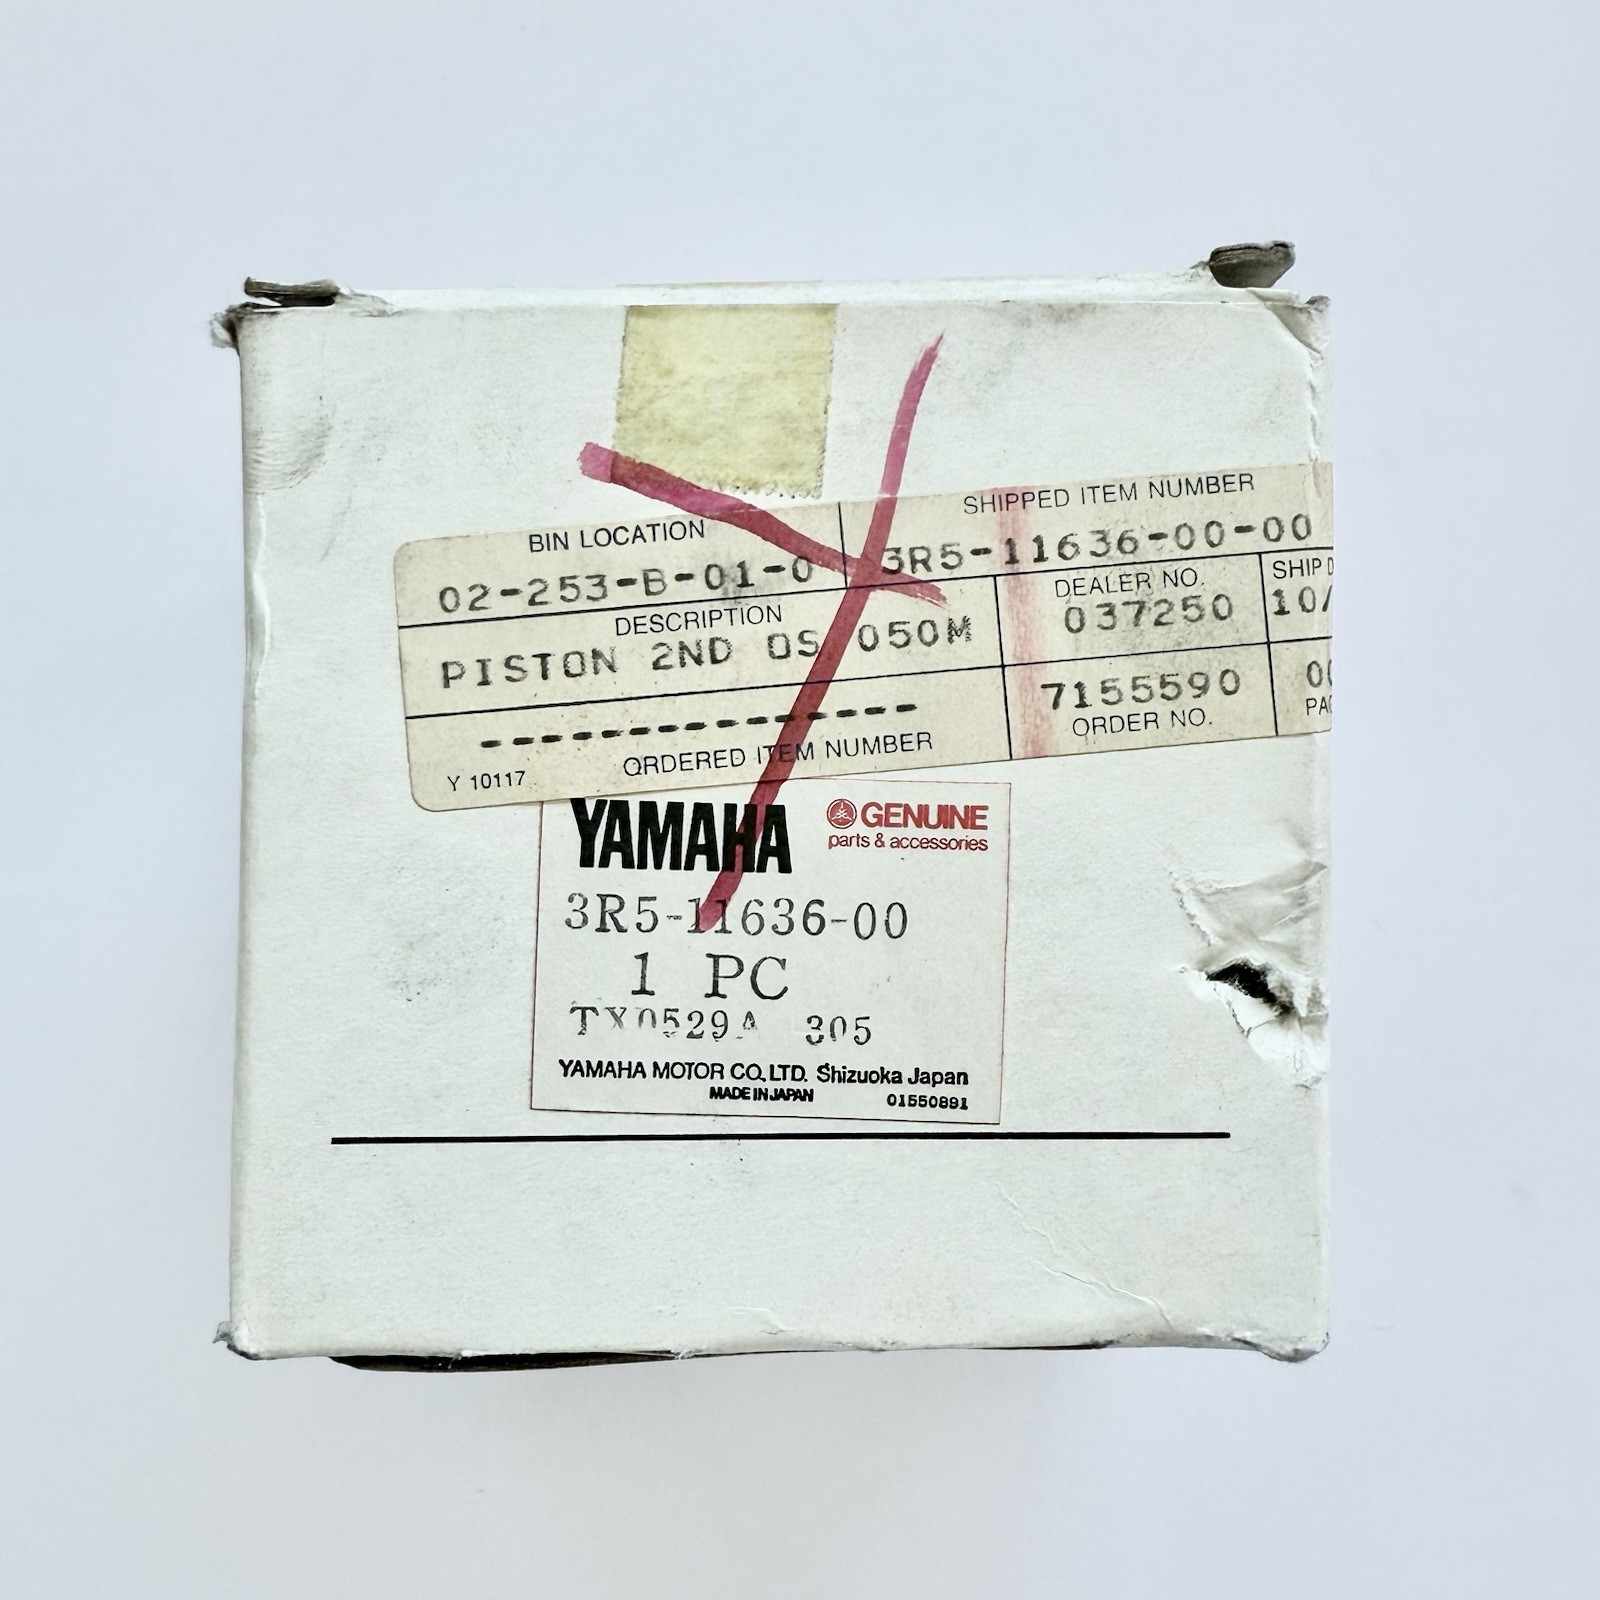 BIN LOCATION
02-253-B-01-0
SHIPPED ITEM NUMBER
3R5-11636-00-00
DESCRIPTION
PISTON 2ND OS 050M
DEALER NO.
037250
SHIP D
10/
ORDERED ITEM NUMBER
Y 10117
7155590
ORDER NO.
YAMAHA
GENUINE
parts & accessories
3R5-11636-00
1 PC
TX0529A 305
YAMAHA MOTOR CO.,LTD. Shizuoka Japan
MADE IN JAPAN
01550891